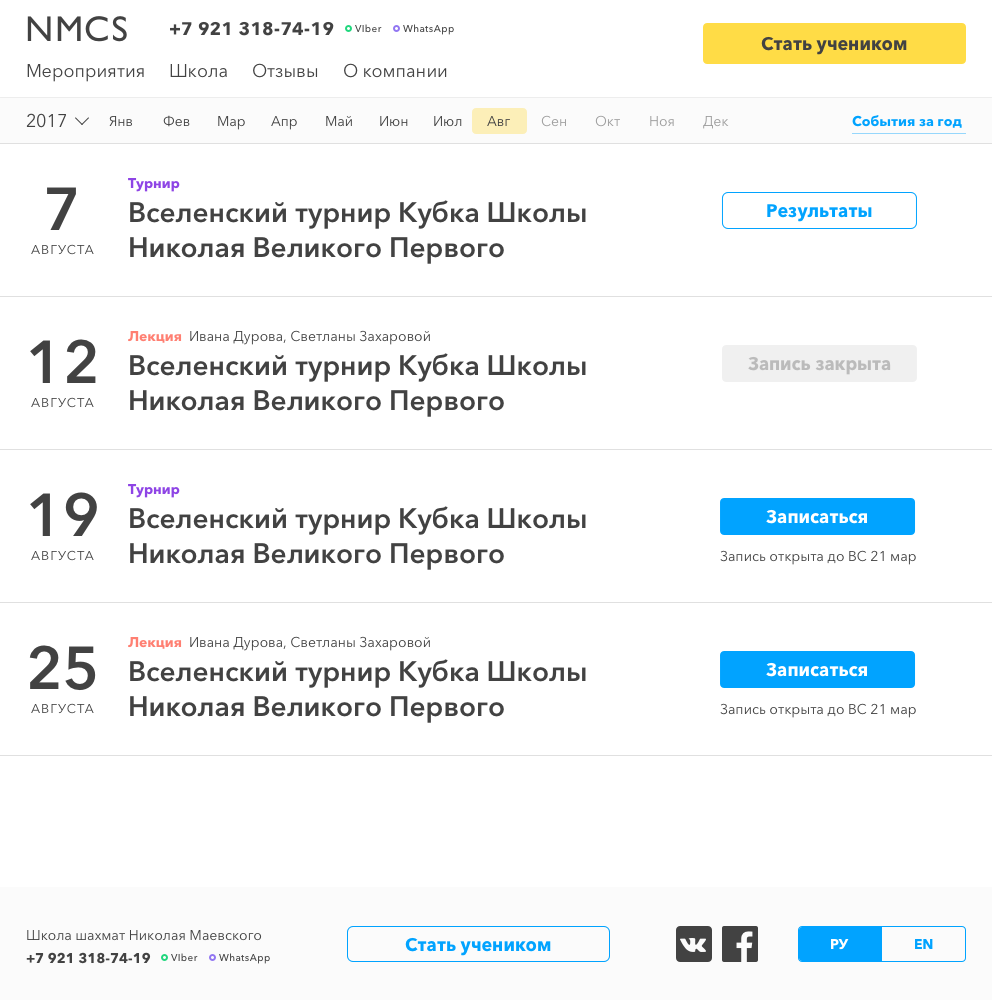 NMCS +7 921 318-74-19 VIber WhatsApp
Стать учеником
Мероприятия Школа Отзывы О компании
2017 Янв Фев Мар Апр Май Июн Июл Авг Сен Окт Ноя Дек События за год
Турнир
7 Вселенский турнир Кубка Школы Результаты
АВГУСТА Николая Великого Первого
Лекция Ивана Дурова, Светланы Захаровой
12 Вселенский турнир Кубка Школы Запись закрыта
АВГУСТА Николая Великого Первого
Турнир
19 Вселенский турнир Кубка Школы Записаться
АВГУСТА Николая Великого Первого Запись открыта до ВС 21 мар
Лекция Ивана Дурова, Светланы Захаровой
25 Вселенский турнир Кубка Школы Записаться
АВГУСТА Николая Великого Первого Запись открыта до ВС 21 мар
Школа шахмат Николая Маевского
+7 921 318-74-19 VIber WhatsApp
Стать учеником
РУ EN